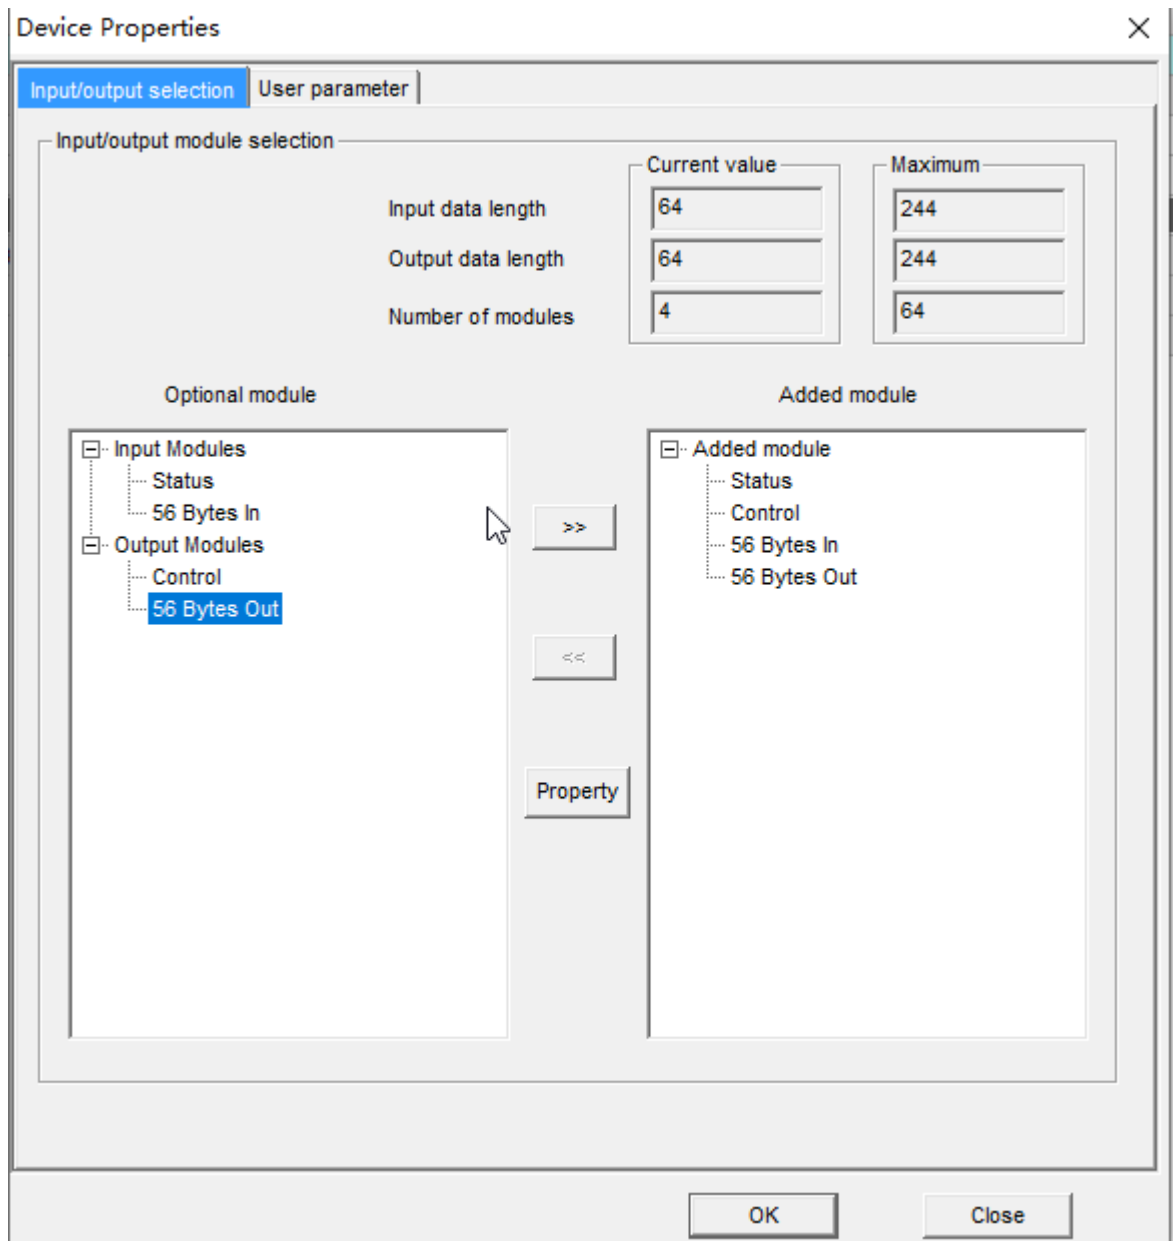 Device Properties
Input/output selection
User parameter
Input/output module selection
Current value
Maximum
Input data length
64
244
Output data length
64
244
Number of modules
4
64
Optional module
Added module
Input Modules
Status
56 Bytes In
Output Modules
Control
56 Bytes Out
>>
<<
Property
Added module
Status
Control
56 Bytes In
56 Bytes Out
OK
Close